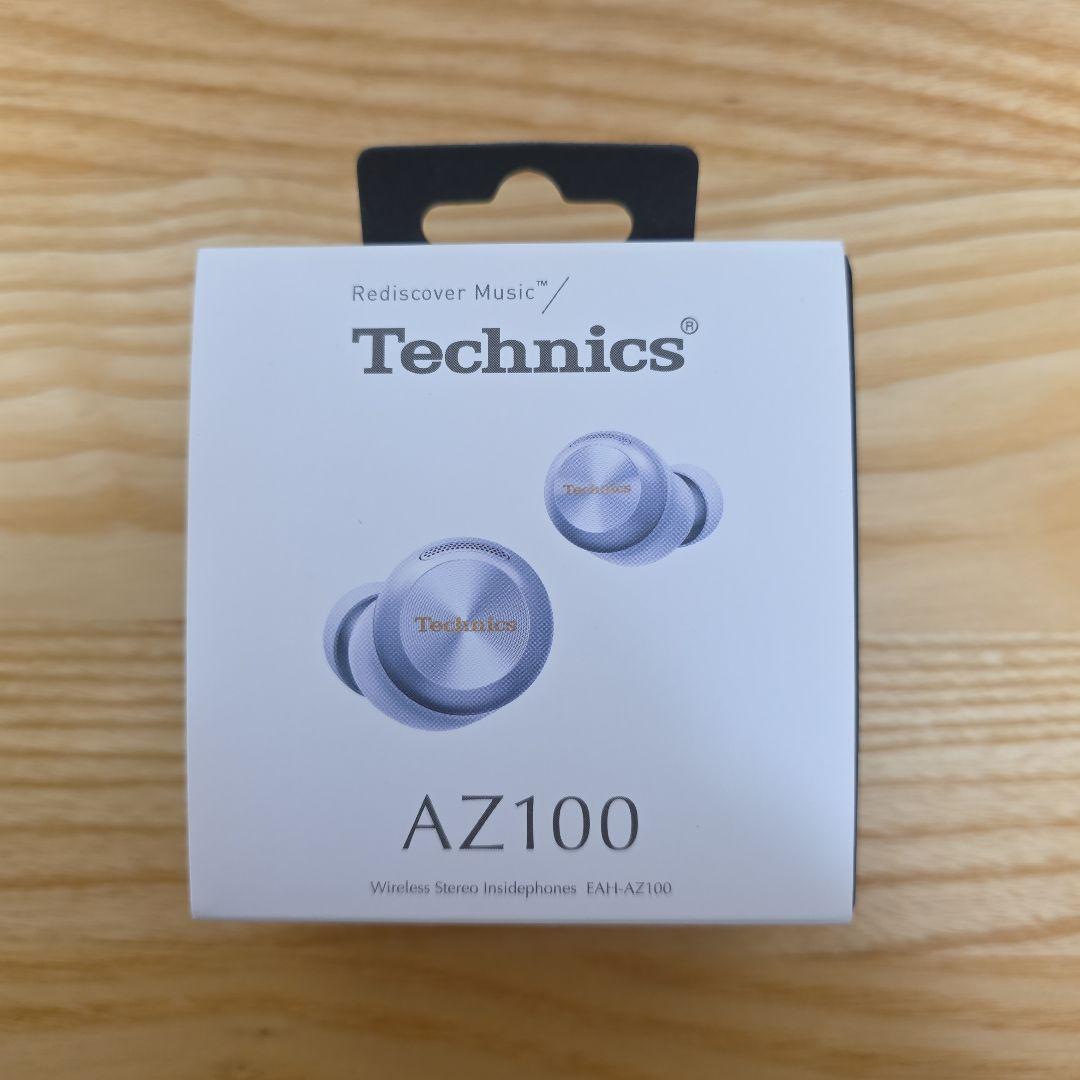 Rediscover Music™/
Technics®
Technics
Technics
AZ100
Wireless Stereo Insidephones EAH-AZ100